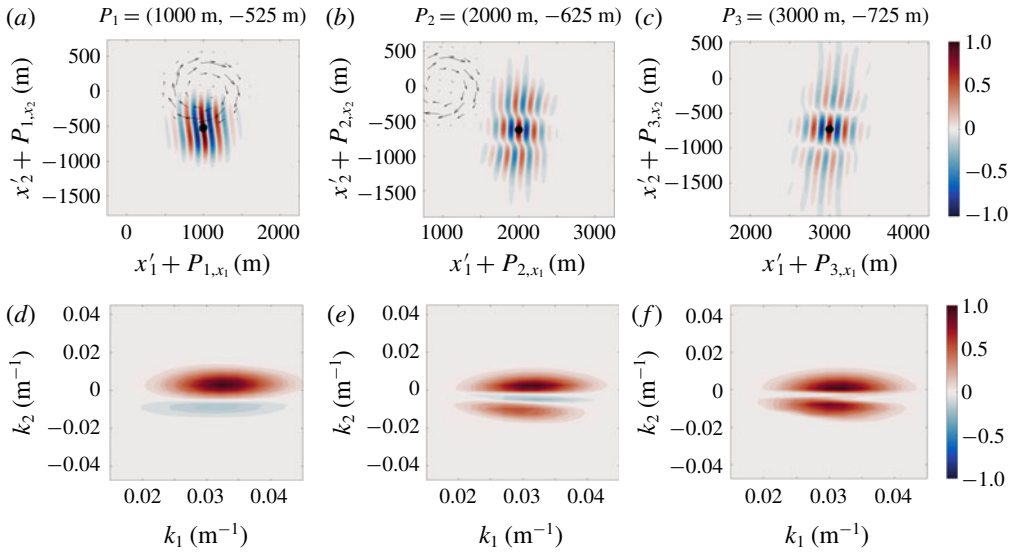 (a) P₁ = (1000 m, −525 m) (b) P₂ = (2000 m, −625 m) (c) P₃ = (3000 m, −725 m)
x′₂ + P₁,ₓ₂ (m)
500
0
−500
−1000
−1500
0 1000 2000
x′₁ + P₁,ₓ₁ (m)
x′₂ + P₂,ₓ₂ (m)
500
0
−500
−1000
−1500
1000 2000 3000
x′₁ + P₂,ₓ₁ (m)
x′₂ + P₃,ₓ₂ (m)
500
0
−500
−1000
−1500
2000 3000 4000
x′₁ + P₃,ₓ₁ (m)
1.0
0.5
0
−0.5
−1.0
(d) (e) (f)
k₂ (m⁻¹)
0.04
0.02
0
−0.02
−0.04
0.02 0.03 0.04
k₁ (m⁻¹)
k₂ (m⁻¹)
0.04
0.02
0
−0.02
−0.04
0.02 0.03 0.04
k₁ (m⁻¹)
k₂ (m⁻¹)
0.04
0.02
0
−0.02
−0.04
0.02 0.03 0.04
k₁ (m⁻¹)
1.0
0.5
0
−0.5
−1.0